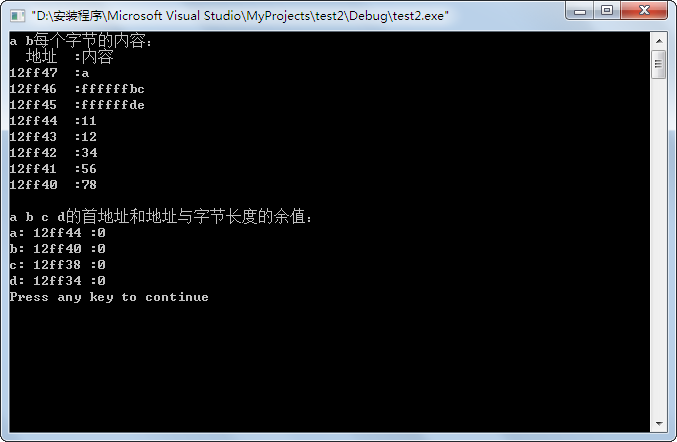 "D:\安装程序\Microsoft Visual Studio\MyProjects\test2\Debug\test2.exe"
a b每个字节的内容：
地址  :内容
12ff47  :a
12ff46  :ffffffbc
12ff45  :ffffffde
12ff44  :11
12ff43  :12
12ff42  :34
12ff41  :56
12ff40  :78
a b c d的首地址和地址与字节长度的余值：
a: 12ff44 :0
b: 12ff40 :0
c: 12ff38 :0
d: 12ff34 :0
Press any key to continue